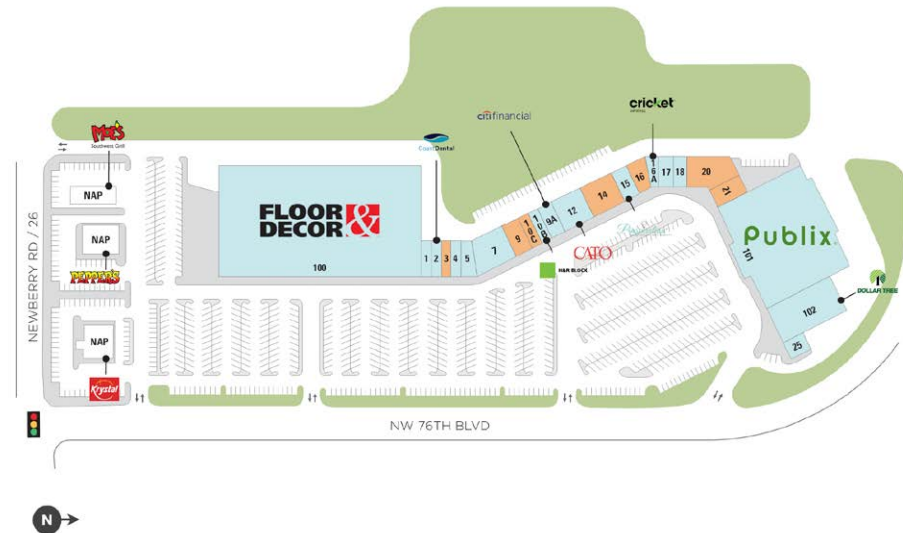 MOE'S
Southwest Grill
NAP
NAP
PEPPERS
NAP
Krystal
NEWBERRY RD / 26
NW 76TH BLVD
N
FLOOR
& DECOR
100
CoastDental
1
2
3
4
5
7
9
10C
10B
9A
12
14
15
16
6A
17
18
20
21
citifinancial
cricket
H&R BLOCK
CATO
Publix
101
102
DOLLAR TREE
25